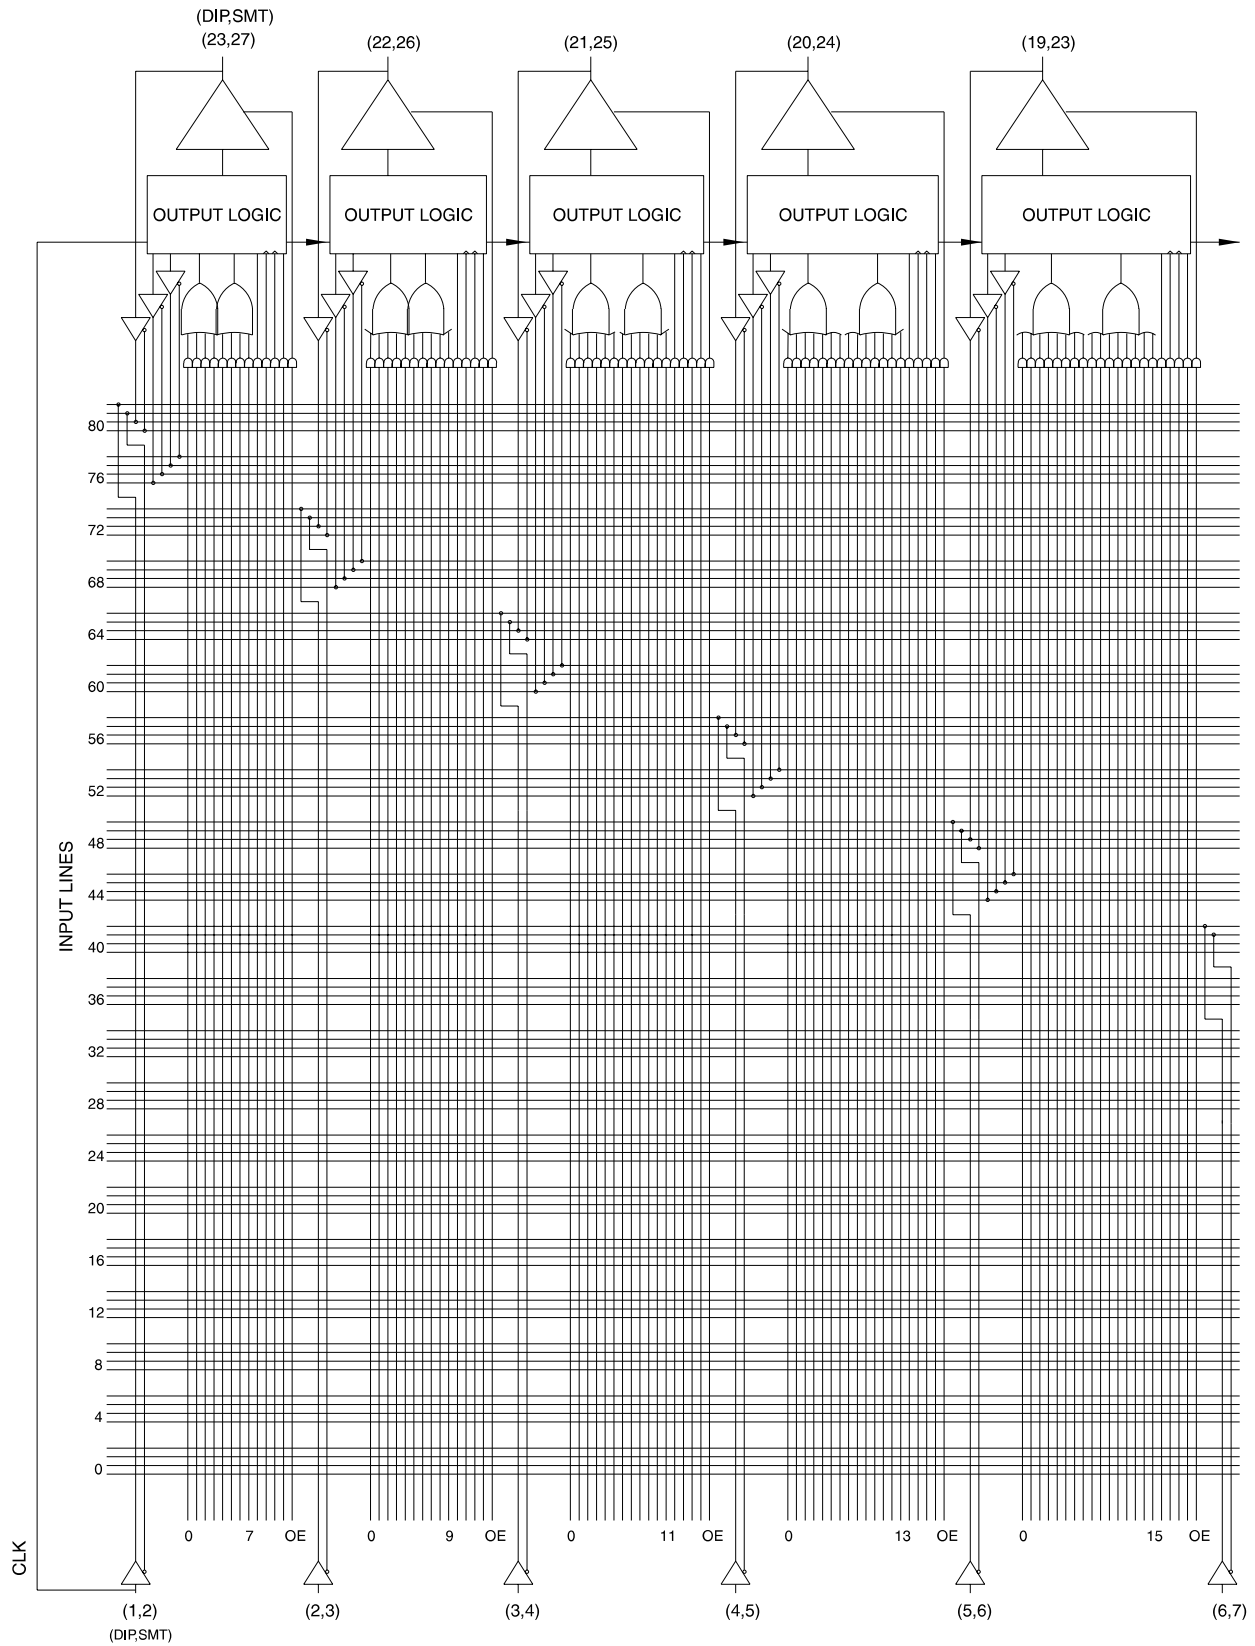 (DIP,SMT)
(23,27) (22,26) (21,25) (20,24) (19,23)
OUTPUT LOGIC OUTPUT LOGIC OUTPUT LOGIC OUTPUT LOGIC OUTPUT LOGIC
80
76
72
68
64
60
56
52
48
44
40
36
32
28
24
20
16
12
8
4
0
INPUT LINES
0 7 OE 0 9 OE 0 11 OE 0 13 OE 0 15 OE
CLK
(1,2) (2,3) (3,4) (4,5) (5,6) (6,7)
(DIP,SMT)